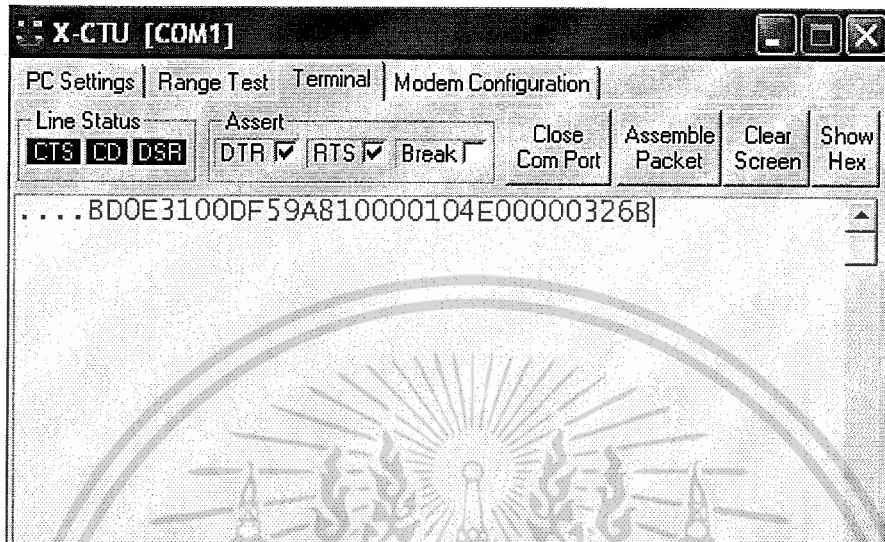 X-CTU [COM1]
PC Settings Range Test Terminal Modem Configuration
Line Status Assert
CTS CD DSR DTR RTS Break Close Com Port Assemble Packet Clear Screen Show Hex
....BD0E3100DF59A810000104E00000326B